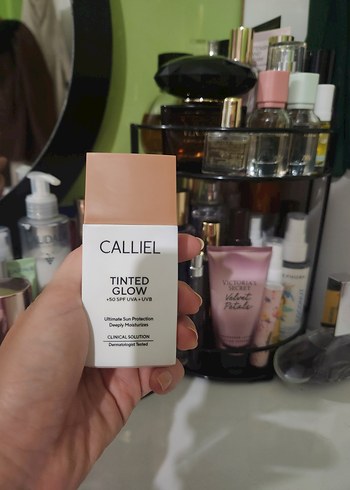 CALLIEL
TINTED
GLOW
+50 SPF UVA + UVB
Ultimate Sun Protection
Deeply Moisturizes
CLINICAL SOLUTION
Dermatologist Tested
VICTORIA'S
SECRET
Velvet
Petals